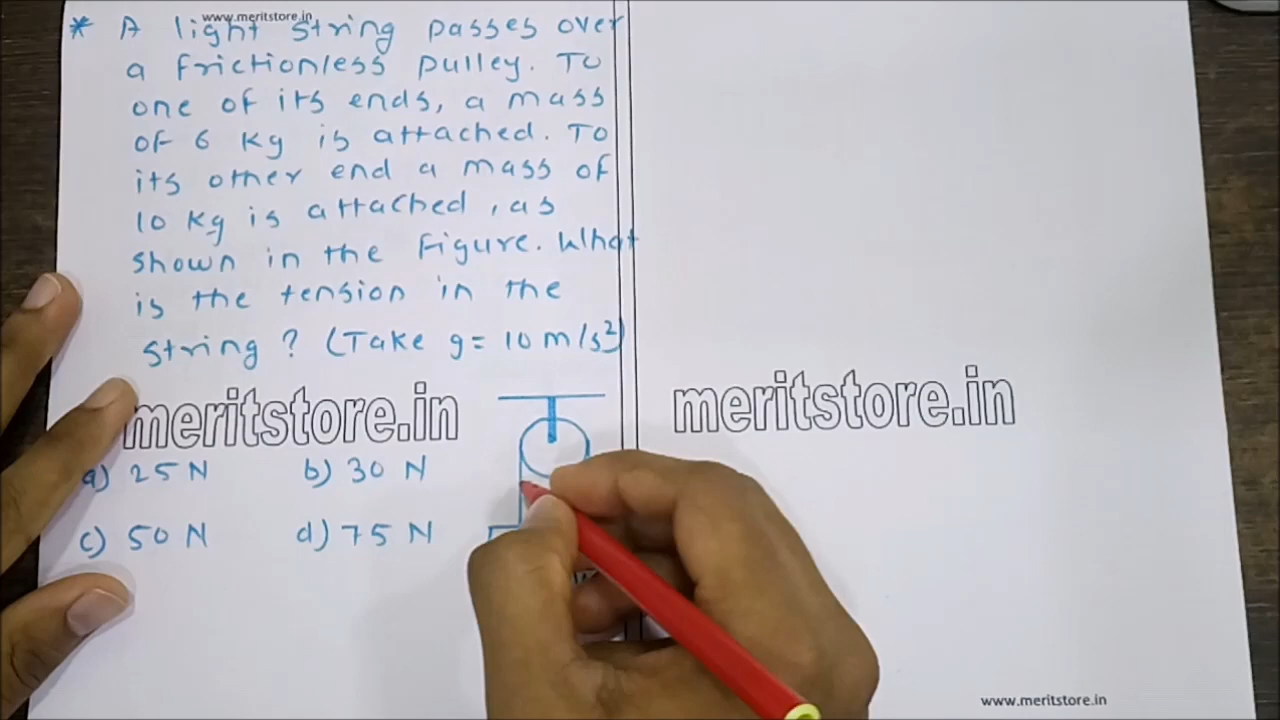 www.meritstore.in
* A light string passes over
a frictionless pulley. To
one of its ends, a mass
of 6 kg is attached. To
its other end a mass of
10 kg is attached, as
shown in the figure. What
is the tension in the
string ? (Take g = 10 m/s²)
meritstore.in
meritstore.in
a) 25 N b) 30 N
c) 50 N d) 75 N
www.meritstore.in